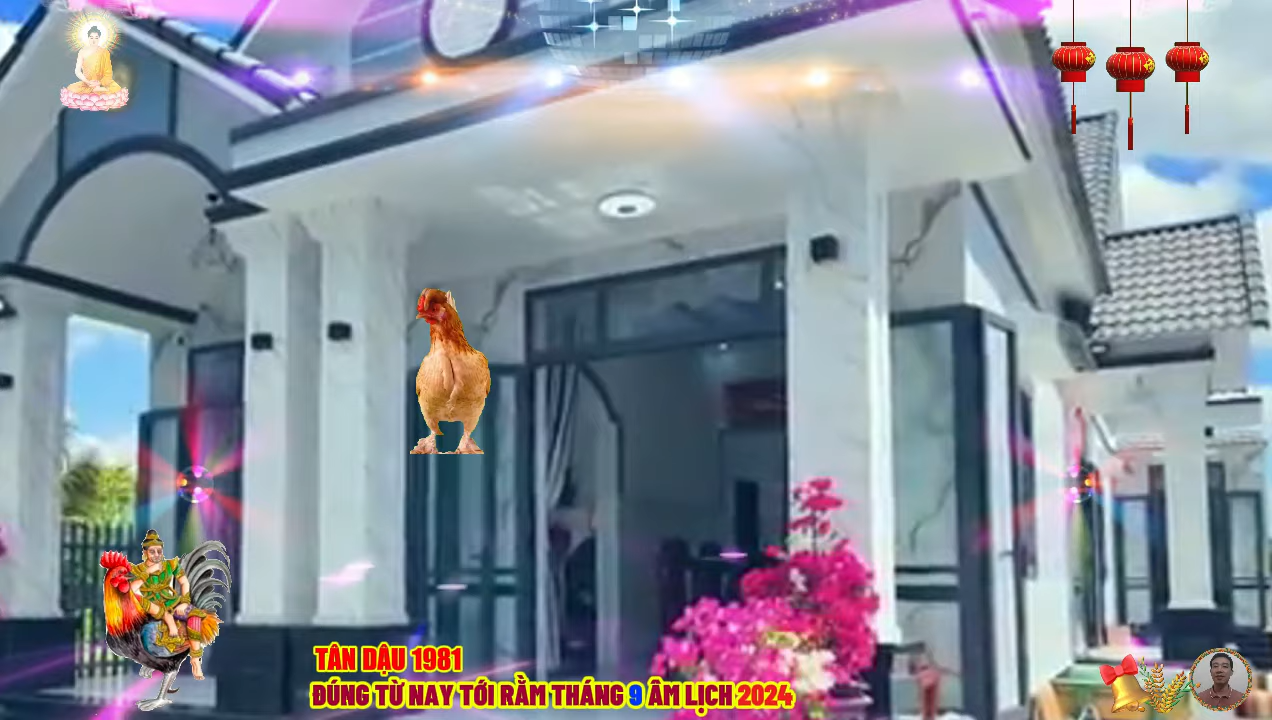 TÂN DẬU 1981
ĐÚNG TỪ NAY TỚI RẰM THÁNG 9 ÂM LỊCH 2024